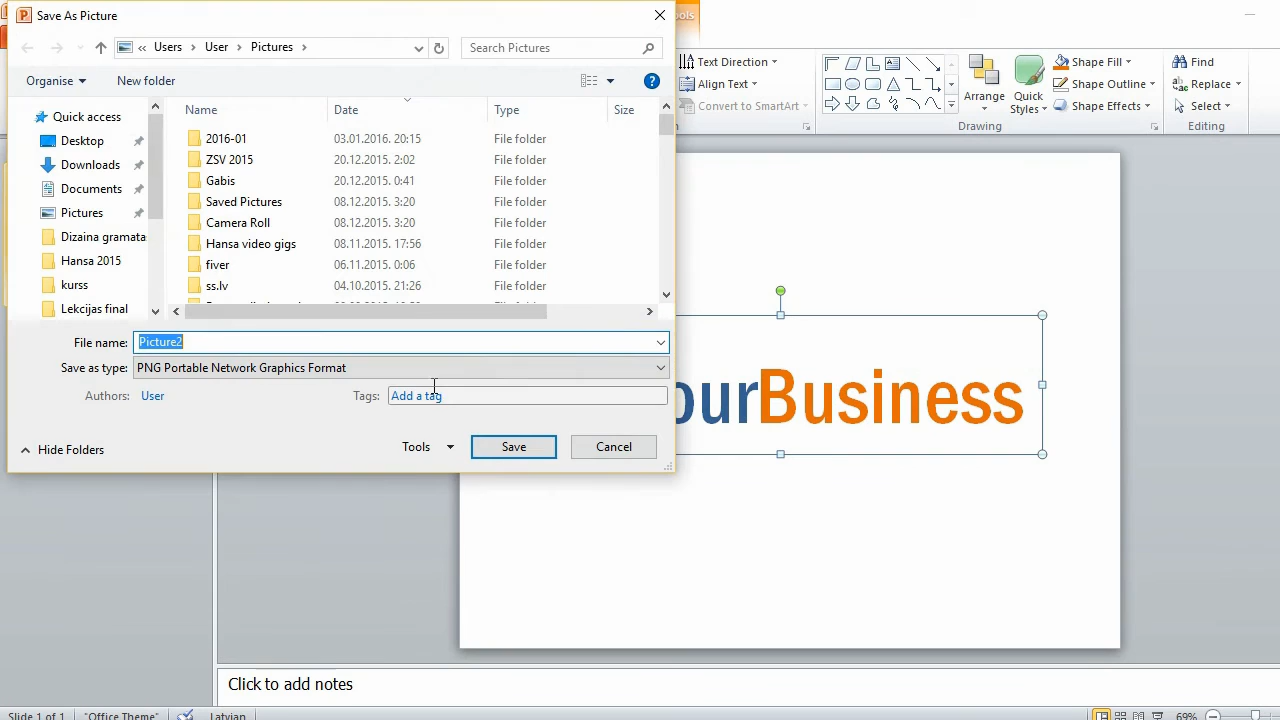 Save As Picture
Users
User
Pictures
Search Pictures
Organise
New folder
Name
Date
Type
Size
Quick access
Desktop
Downloads
Documents
Pictures
Dizaina gramatas
Hansa 2015
kurss
Lekcijas final
2016-01 03.01.2016. 20:15 File folder
ZSV 2015 20.12.2015. 2:02 File folder
Gabis 20.12.2015. 0:41 File folder
Saved Pictures 08.12.2015. 3:20 File folder
Camera Roll 08.12.2015. 3:20 File folder
Hansa video gigs 08.11.2015. 17:56 File folder
fiver 06.11.2015. 0:06 File folder
ss.lv 04.10.2015. 21:26 File folder
File name: Picture2
Save as type: PNG Portable Network Graphics Format
Authors: User
Tags: Add a tag
Hide Folders
Tools
Save
Cancel
ools
Text Direction
Align Text
Convert to SmartArt
Arrange
Quick
Styles
Shape Fill
Shape Outline
Shape Effects
Drawing
Find
Replace
Select
Editing
ourBusiness
Click to add notes
Slide 1 of 1
"Office Theme"
Latvian
69%